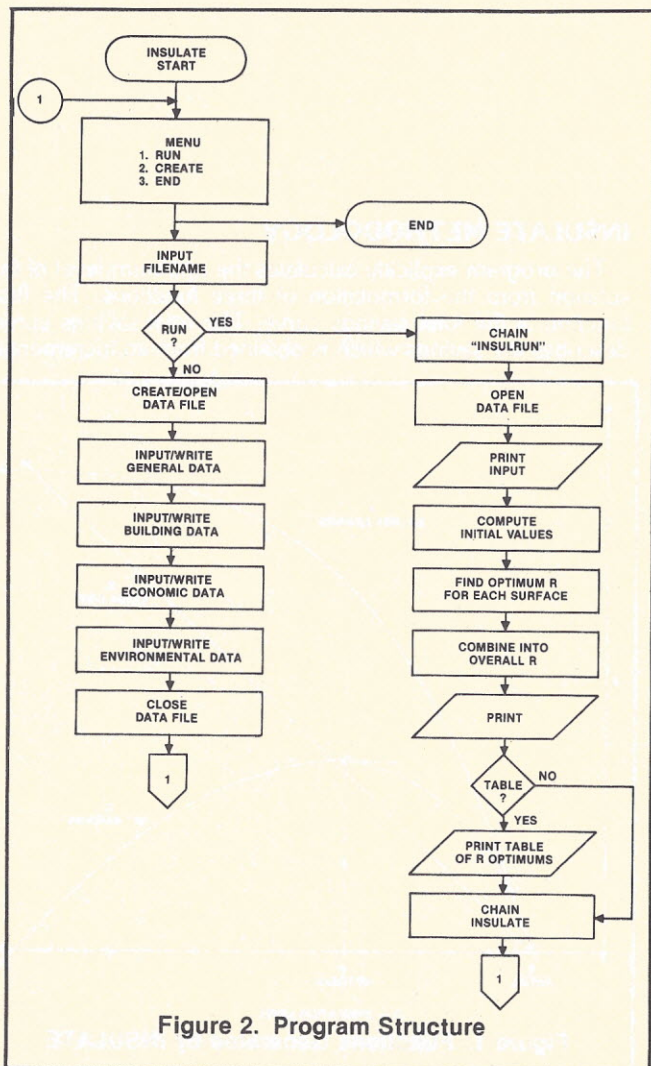 INSULATE
START
1
MENU
1. RUN
2. CREATE
3. END
END
INPUT
FILENAME
RUN
?
YES
NO
CREATE/OPEN
DATA FILE
INPUT/WRITE
GENERAL DATA
INPUT/WRITE
BUILDING DATA
INPUT/WRITE
ECONOMIC DATA
INPUT/WRITE
ENVIRONMENTAL DATA
CLOSE
DATA FILE
1
CHAIN
"INSULRUN"
OPEN
DATA FILE
PRINT
INPUT
COMPUTE
INITIAL VALUES
FIND OPTIMUM R
FOR EACH SURFACE
COMBINE INTO
OVERALL R
PRINT
TABLE
?
NO
YES
PRINT TABLE
OF R OPTIMUMS
CHAIN
INSULATE
1
Figure 2. Program Structure